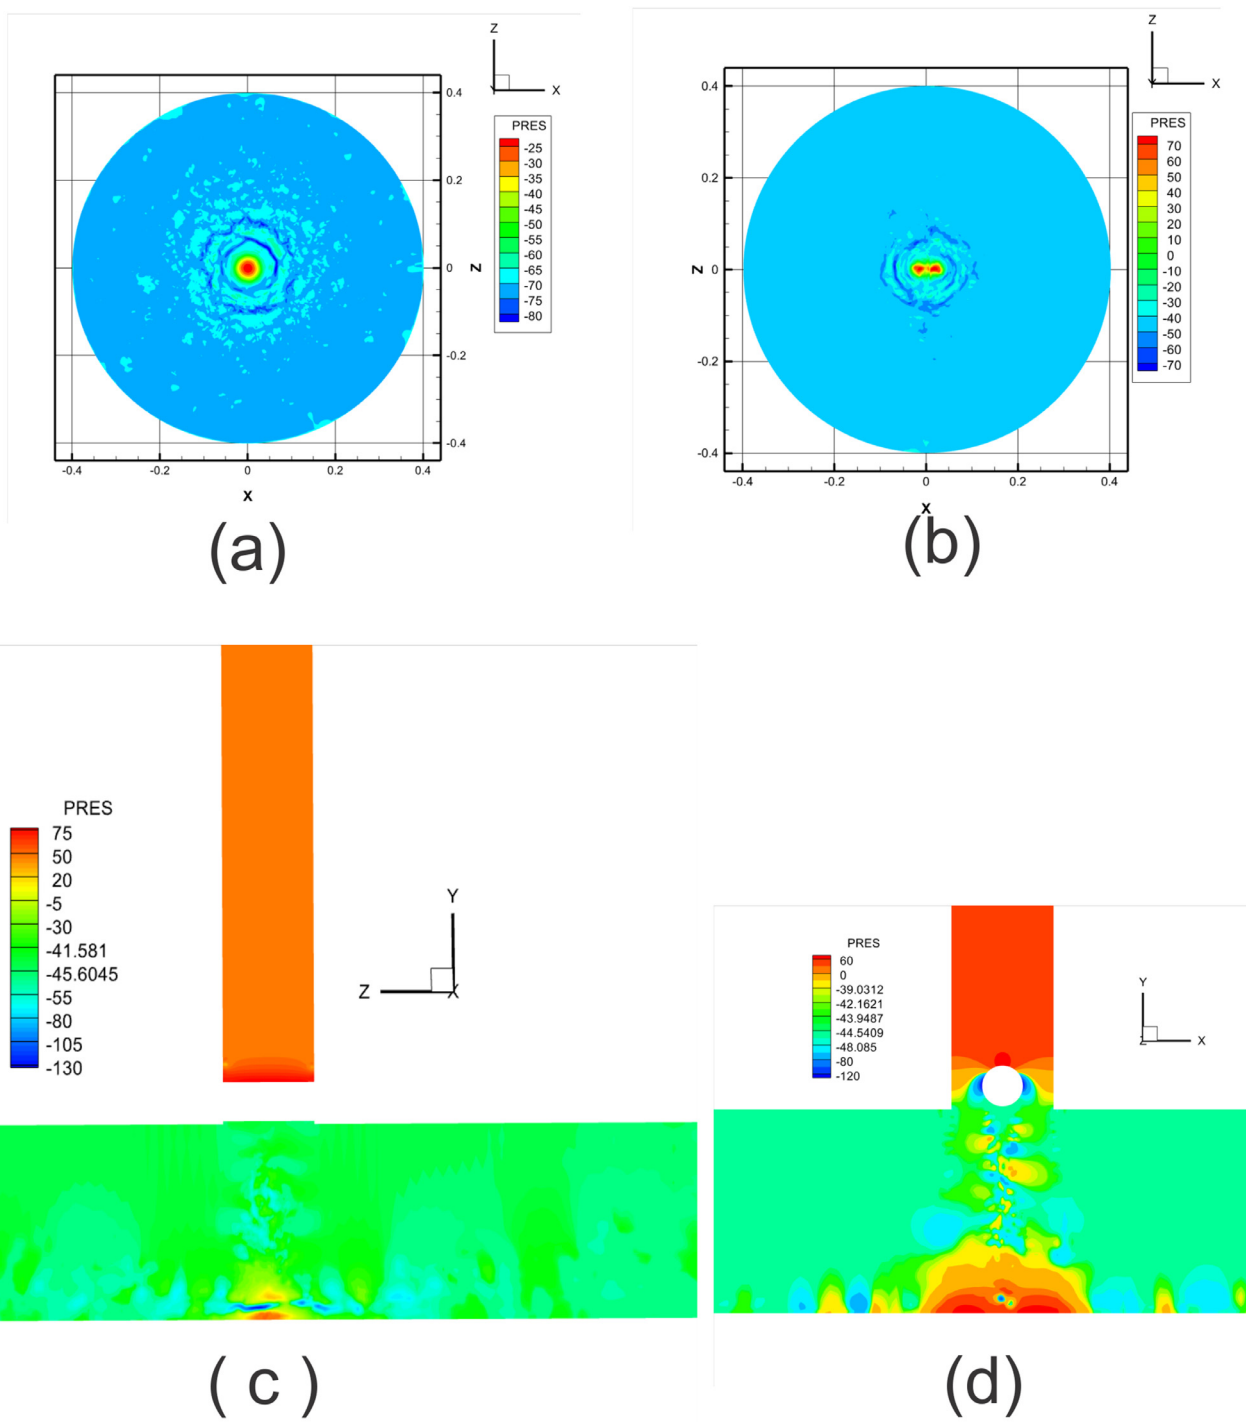 Z
X
Y
PRES
-25
-30
-35
-40
-45
-50
-55
-60
-65
-70
-75
-80
0.4
0.2
0
-0.2
-0.4
Z
-0.4
-0.2
0
0.2
0.4
X
(a)
Z
X
Y
PRES
70
60
50
40
30
20
10
0
-10
-20
-30
-40
-50
-60
-70
0.4
0.2
0
-0.2
-0.4
Z
-0.4
-0.2
0
0.2
0.4
X
(b)
PRES
75
50
20
-5
-30
-41.581
-45.6045
-55
-80
-105
-130
Y
Z
X
( c )
PRES
60
0
-39.0312
-42.1621
-43.9487
-44.5409
-48.085
-80
-120
Y
Z
X
(d)